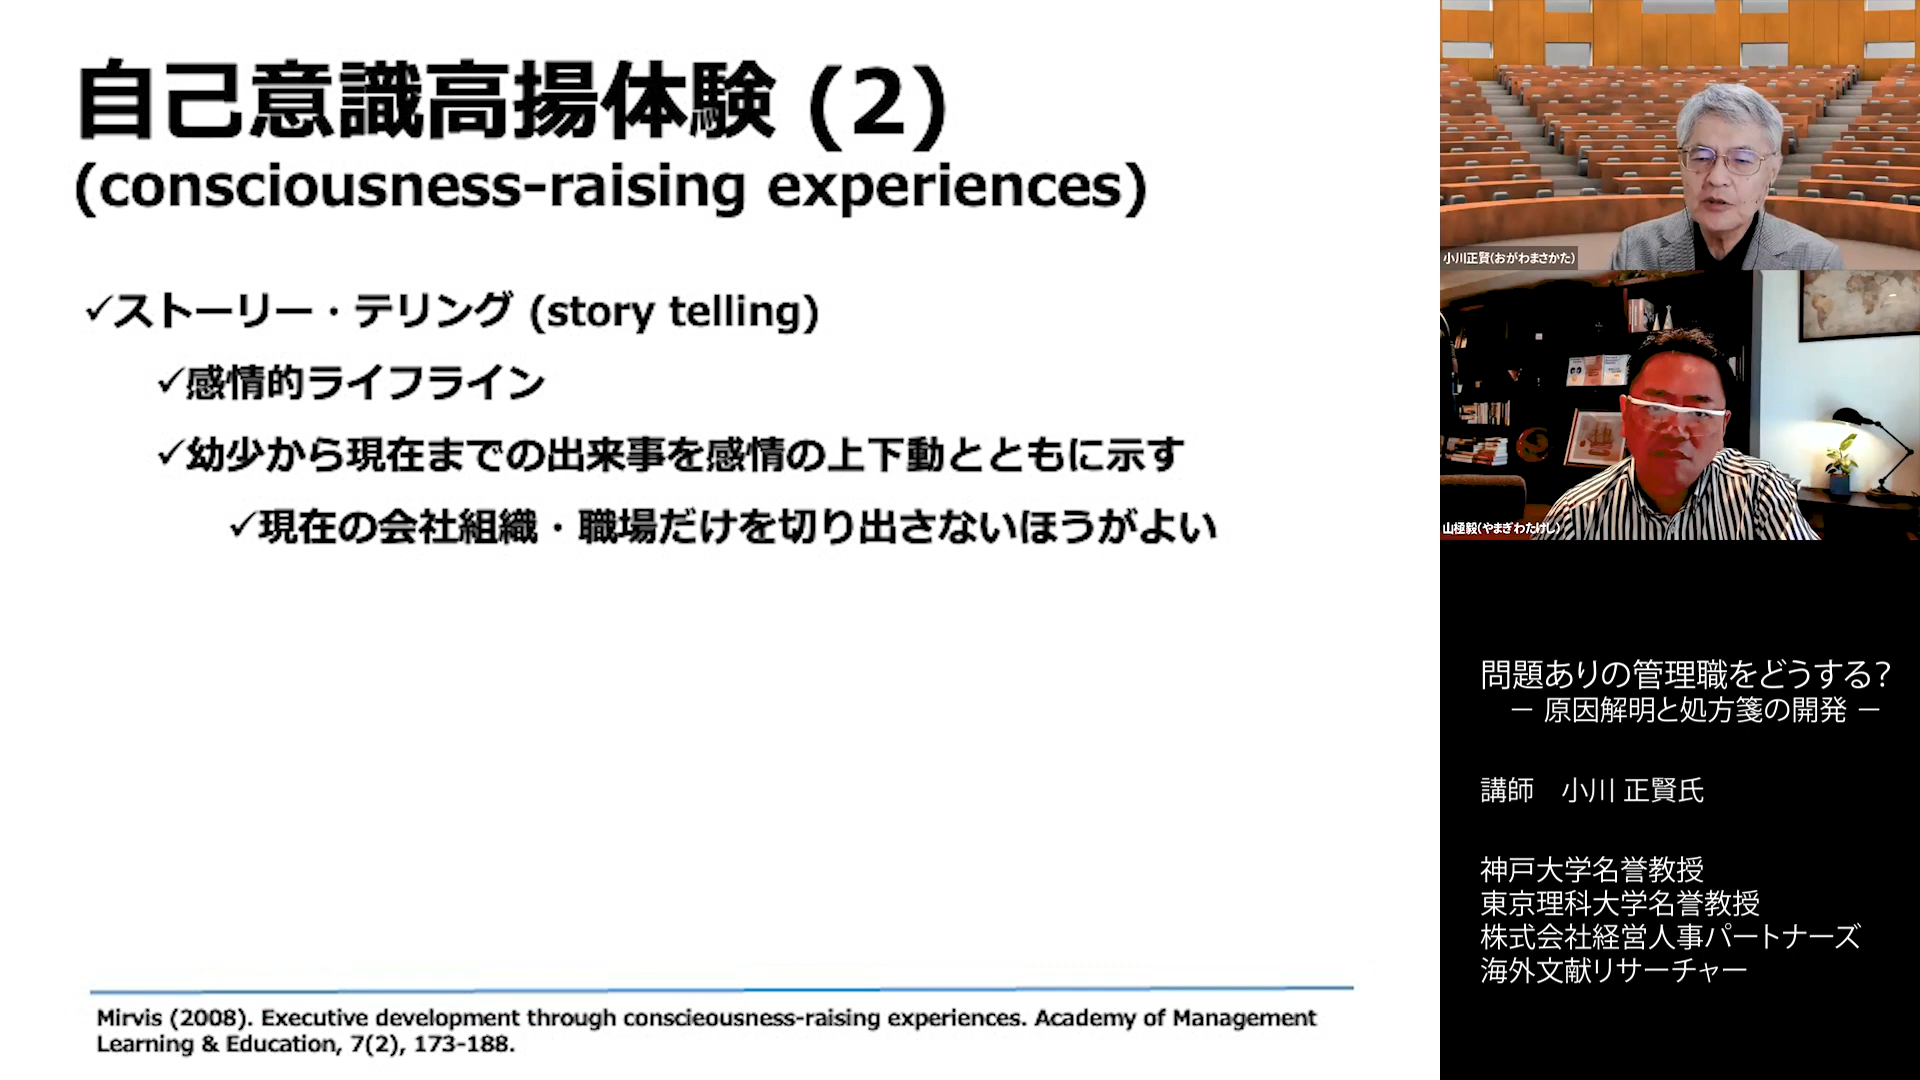 自己意識高揚体験 (2)
(consciousness-raising experiences)
✓ストーリー・テリング (story telling)
✓感情的ライフライン
✓幼少から現在までの出来事を感情の上下動とともに示す
✓現在の会社組織・職場だけを切り出さないほうがよい
Mirvis (2008). Executive development through conscieousness-raising experiences. Academy of Management
Learning & Education, 7(2), 173-188.
小川正賢(おがわまさかた)
山極毅(やまぎわたけし)
問題ありの管理職をどうする?
― 原因解明と処方箋の開発 ―
講師　小川 正賢氏
神戸大学名誉教授
東京理科大学名誉教授
株式会社経営人事パートナーズ
海外文献リサーチャー